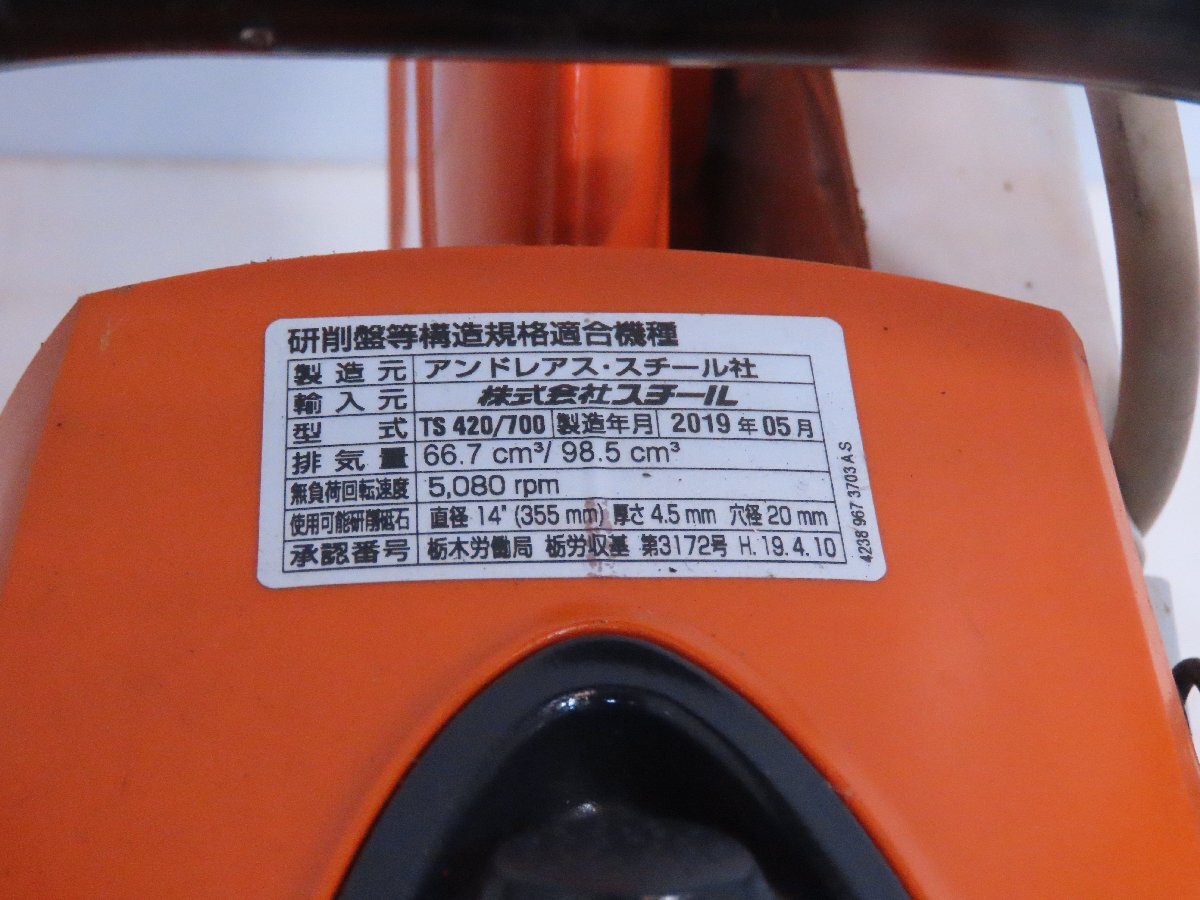 研削盤等構造規格適合機種
製造元 アンドレアス・スチール社
輸入元 株式会社スチール
型式 TS 420/700 製造年月 2019年05月
排気量 66.7 cm³/ 98.5 cm³
無負荷回転速度 5,080 rpm
使用可能研削砥石 直径 14" (355 mm) 厚さ 4.5 mm 穴径 20 mm
承認番号 栃木労働局 栃労収基 第3172号 H.19.4.10
4238 967 3703 A S